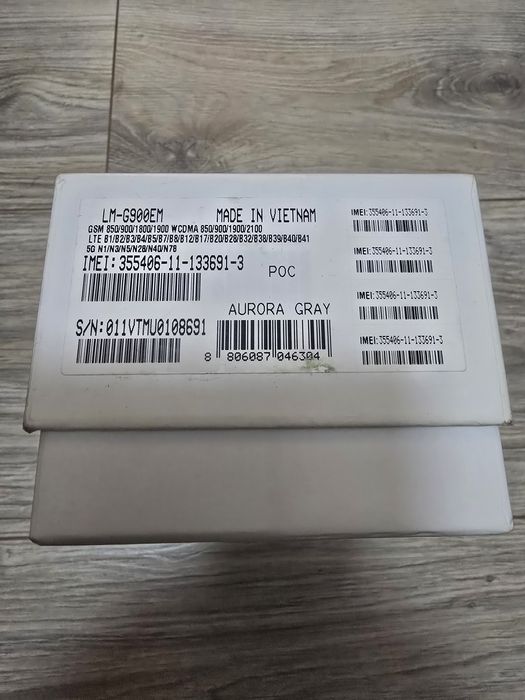 LM-G900EM MADE IN VIETNAM
GSM 850/900/1800/1900 WCDMA 850/900/1900/2100
LTE B1/B2/B3/B4/B5/B7/B8/B12/B17/B20/B28/B32/B38/B39/B40/B41
5G N1/N3/N5/N28/N40/N78
IMEI: 355406-11-133691-3
POC
S/N:011VTMU0108691
AURORA GRAY
8 806087 046304
IMEI:355406-11-133691-3
IMEI:355406-11-133691-3
IMEI:355406-11-133691-3
IMEI:355406-11-133691-3